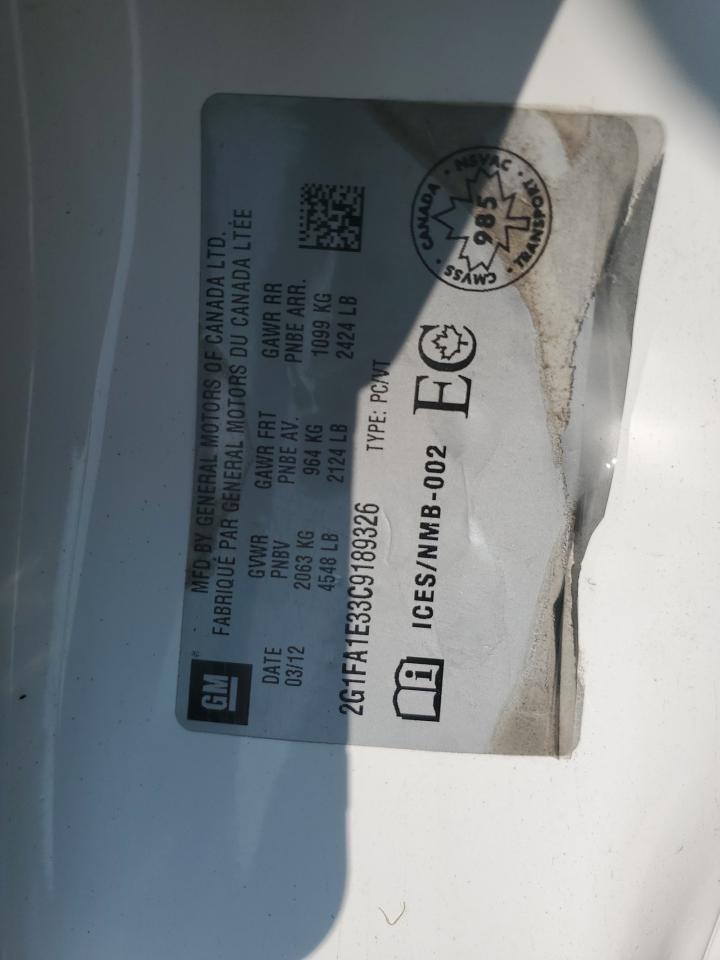 GM
MFD BY GENERAL MOTORS OF CANADA LTD.
FABRIQUÉ PAR GENERAL MOTORS DU CANADA LTÉE
DATE GVWR GAWR FRT GAWR RR
03/12 PNBV PNBE AV. PNBE ARR.
2063 KG 964 KG 1099 KG
4548 LB 2124 LB 2424 LB
2G1FA1E33C9189326 TYPE: PC/VT
ICES/NMB-002 EC
CANADA · NSVAC · TRANSPORT · CMVSS
985